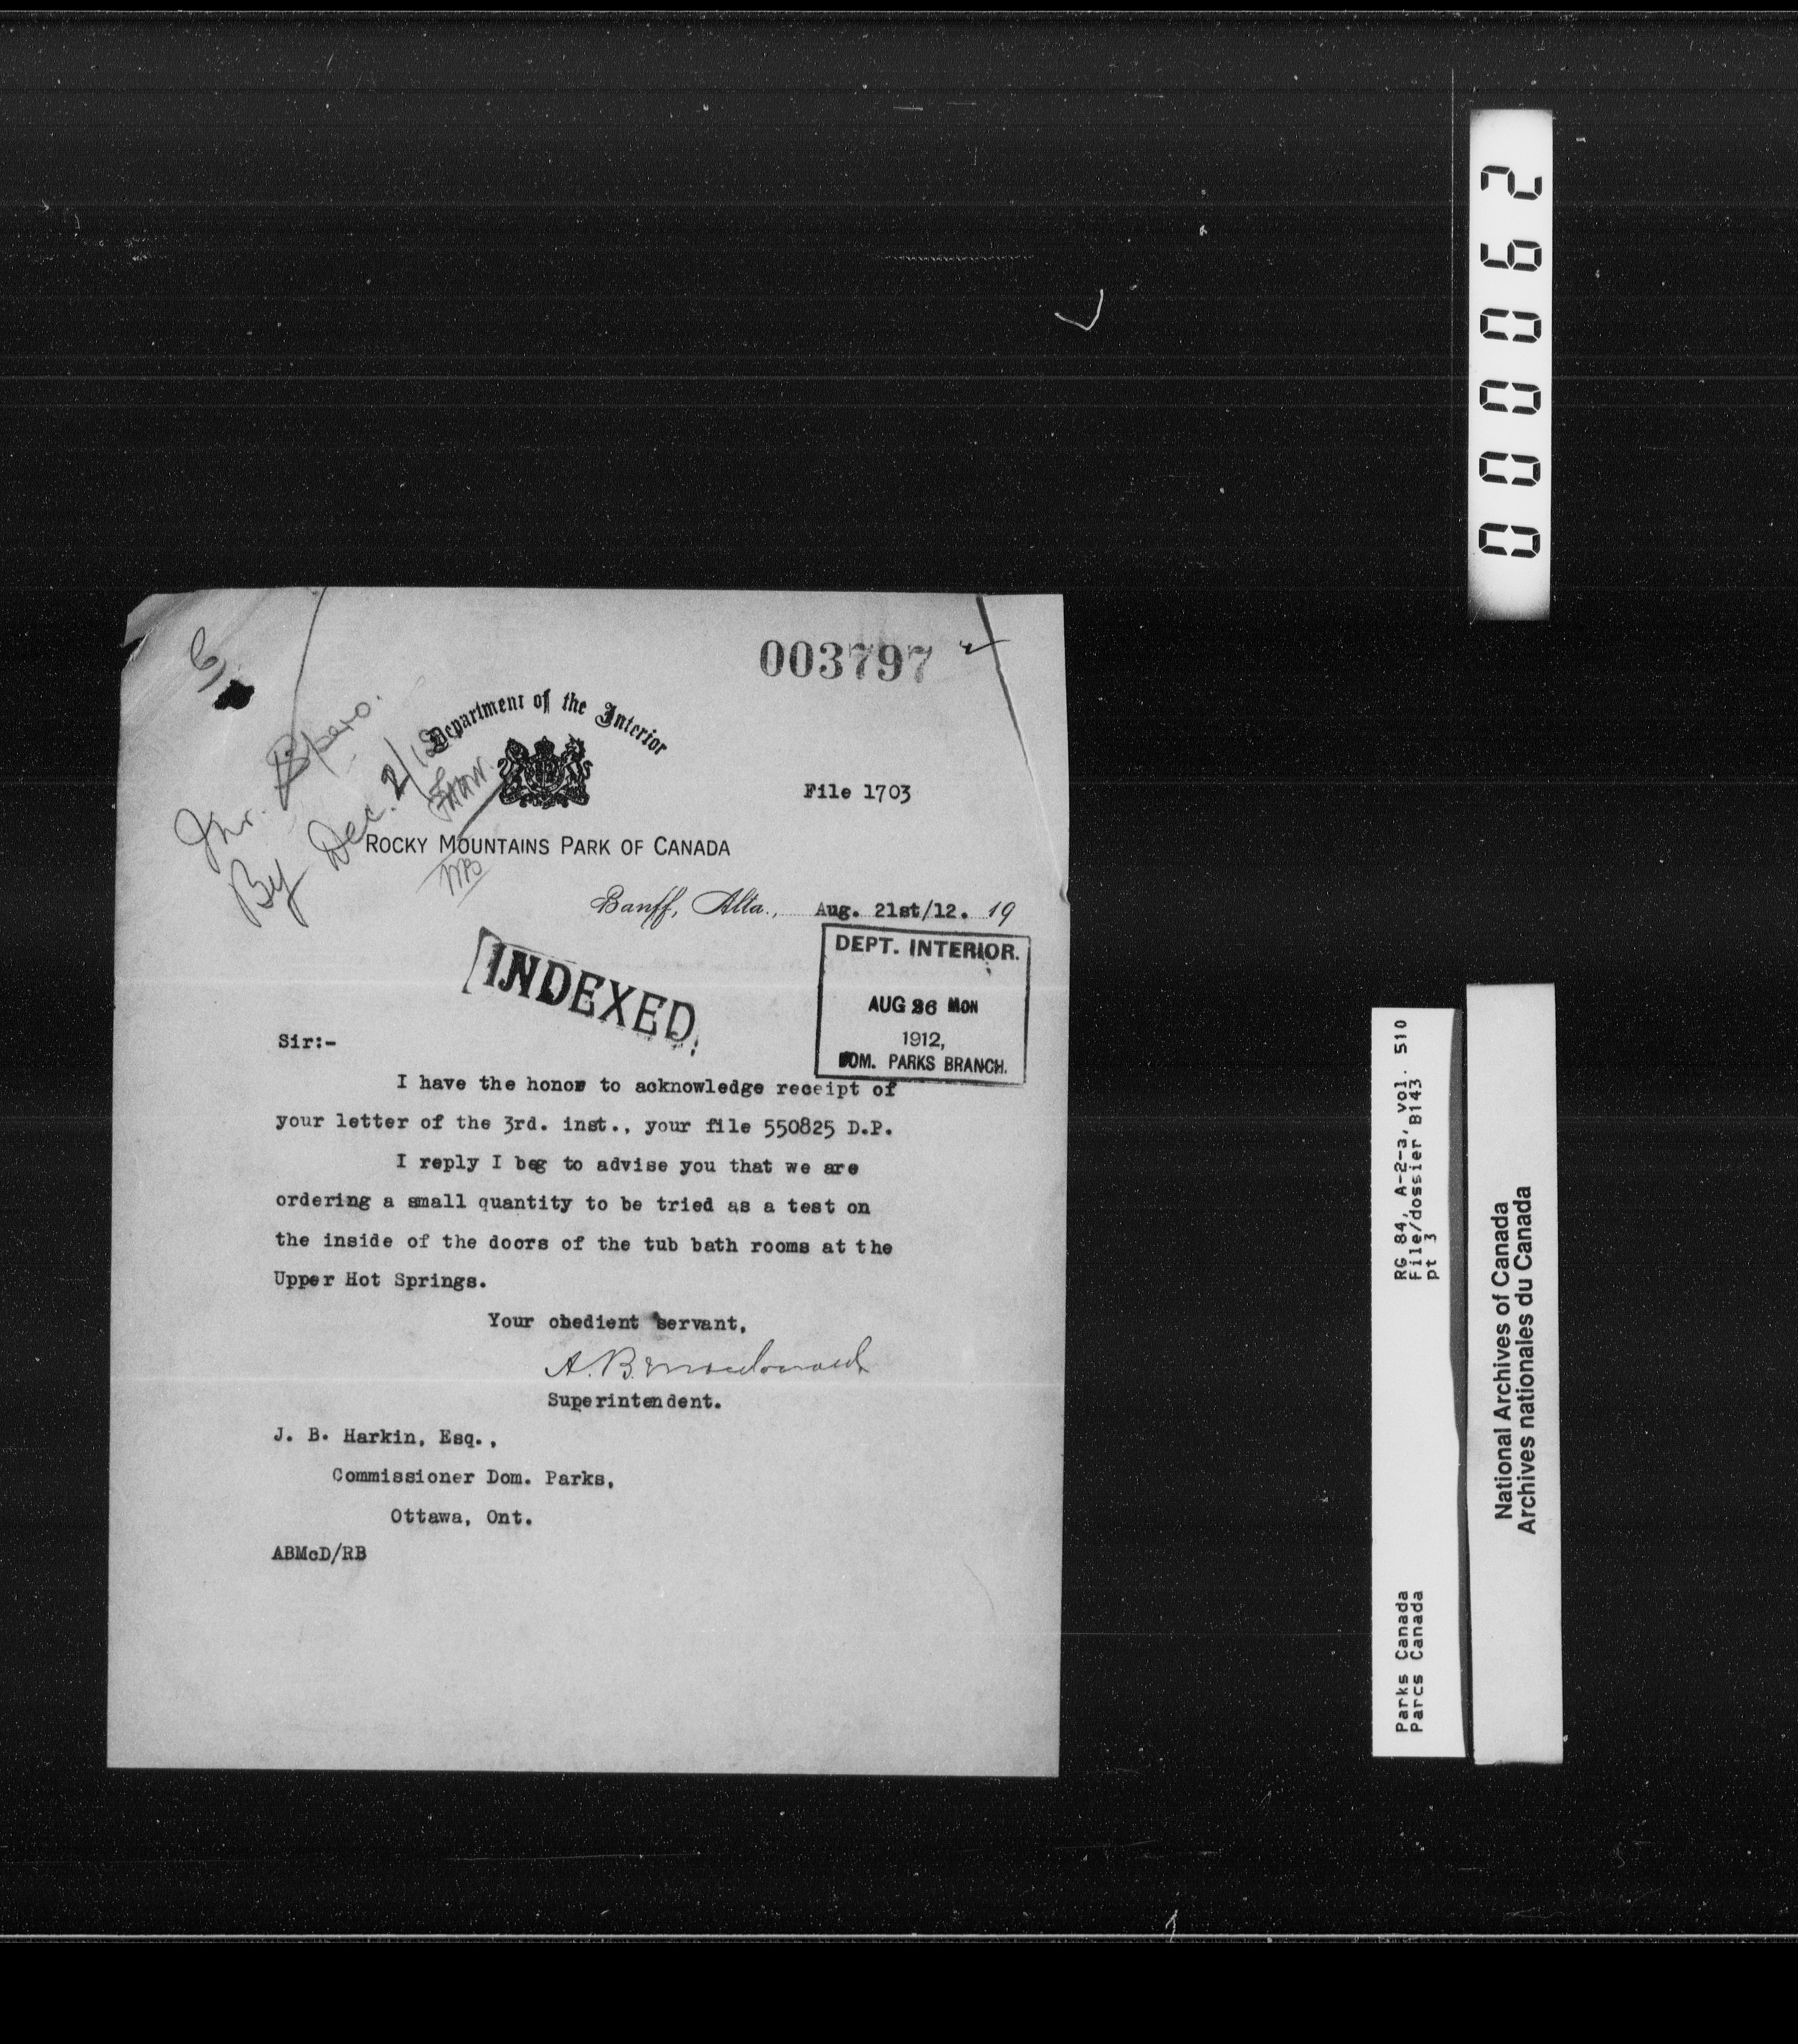 003797
Department of the Interior
File 1703
By Dec. 2/12
ROCKY MOUNTAINS PARK OF CANADA
Banff, Alta., Aug. 21st/12. 19
DEPT. INTERIOR.
AUG 26 MON
1912,
DOM. PARKS BRANCH.
INDEXED
Sir:-
I have the honor to acknowledge receipt of
your letter of the 3rd. inst., your file 550825 D.P.
I reply I beg to advise you that we are
ordering a small quantity to be tried as a test on
the inside of the doors of the tub bath rooms at the
Upper Hot Springs.
Your obedient servant,
A. B. Macdonald
Superintendent.
J. B. Harkin, Esq.,
Commissioner Dom. Parks,
Ottawa, Ont.
ABMcD/RB
000062
RG 84, A-2-a, vol. 510
File/dossier B143
pt 3
Parks Canada
Parcs Canada
National Archives of Canada
Archives nationales du Canada